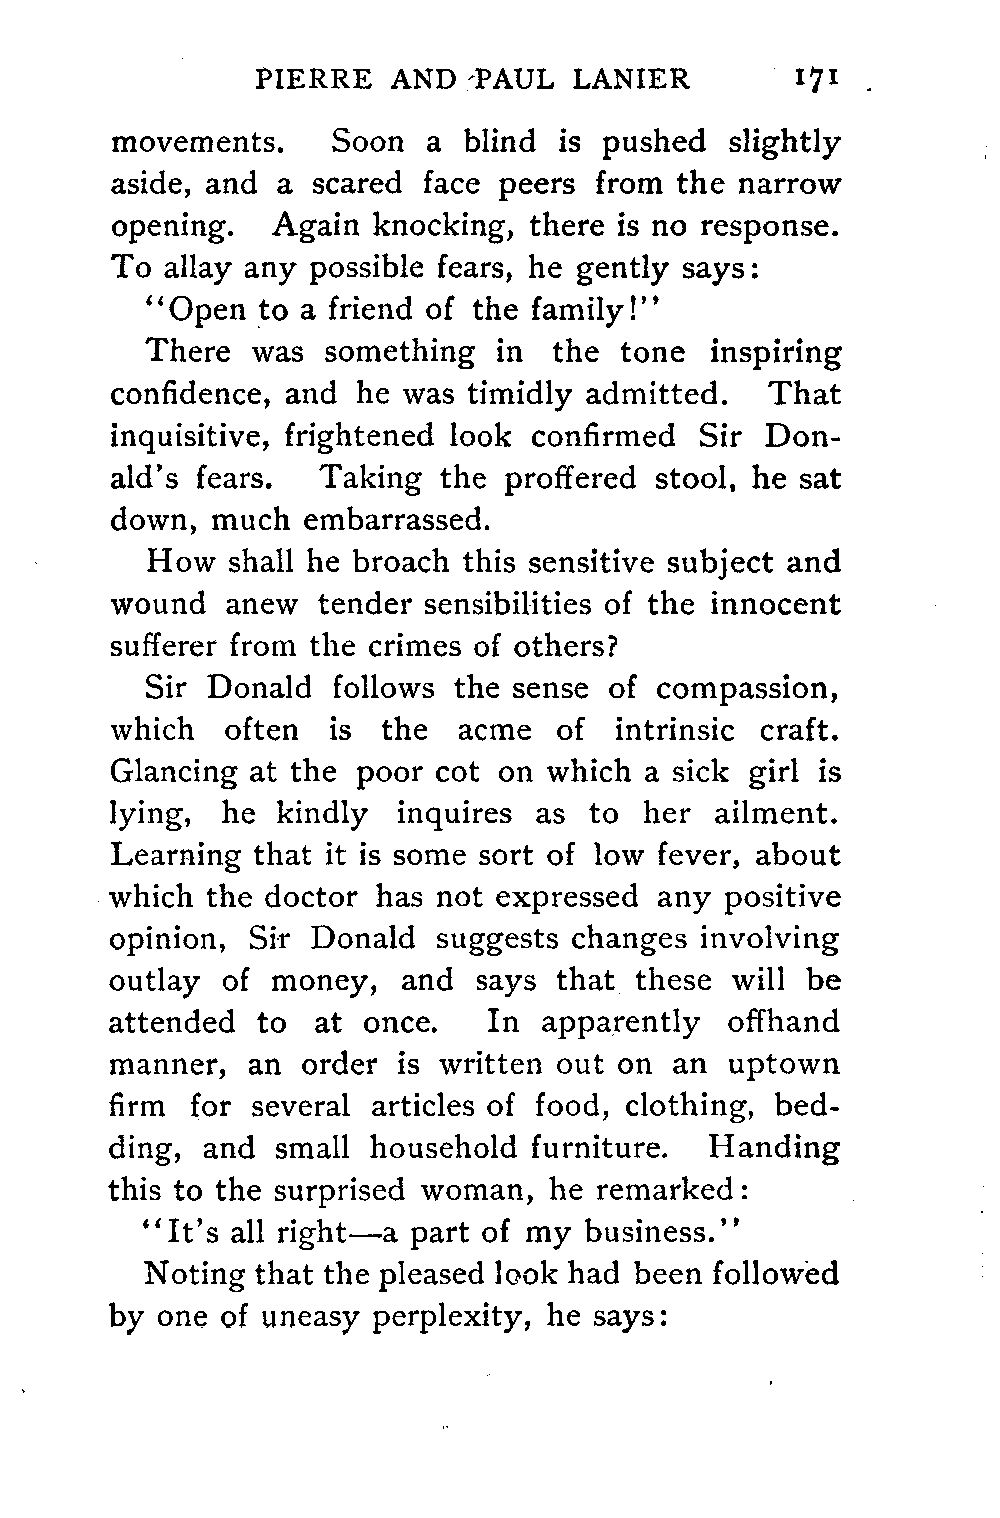 PIERRE AND PAUL LANIER 171
movements. Soon a blind is pushed slightly
aside, and a scared face peers from the narrow
opening. Again knocking, there is no response.
To allay any possible fears, he gently says:
"Open to a friend of the family!"
There was something in the tone inspiring
confidence, and he was timidly admitted. That
inquisitive, frightened look confirmed Sir Don-
ald's fears. Taking the proffered stool, he sat
down, much embarrassed.
How shall he broach this sensitive subject and
wound anew tender sensibilities of the innocent
sufferer from the crimes of others?
Sir Donald follows the sense of compassion,
which often is the acme of intrinsic craft.
Glancing at the poor cot on which a sick girl is
lying, he kindly inquires as to her ailment.
Learning that it is some sort of low fever, about
which the doctor has not expressed any positive
opinion, Sir Donald suggests changes involving
outlay of money, and says that these will be
attended to at once. In apparently offhand
manner, an order is written out on an uptown
firm for several articles of food, clothing, bed-
ding, and small household furniture. Handing
this to the surprised woman, he remarked:
"It's all right—a part of my business."
Noting that the pleased look had been followed
by one of uneasy perplexity, he says: